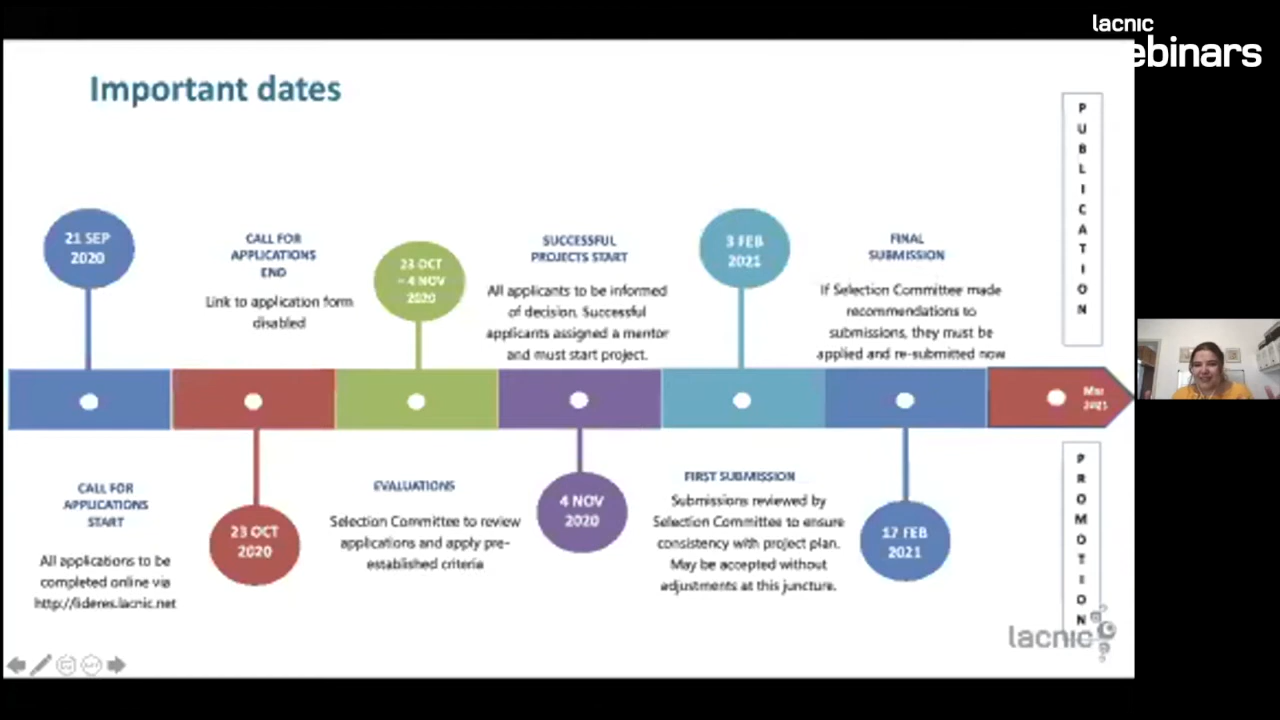 lacnic
ebinars
Important dates
21 SEP
2020
CALL FOR
APPLICATIONS
START
All applications to be
completed online via
http://lideres.lacnic.net
CALL FOR
APPLICATIONS
END
Link to application form
disabled
23 OCT
2020
23 OCT
– 4 NOV
2020
EVALUATIONS
Selection Committee to review
applications and apply pre-
established criteria
SUCCESSFUL
PROJECTS START
All applicants to be informed
of decision. Successful
applicants assigned a mentor
and must start project.
4 NOV
2020
3 FEB
2021
FIRST SUBMISSION
Submissions reviewed by
Selection Committee to ensure
consistency with project plan.
May be accepted without
adjustments at this juncture.
FINAL
SUBMISSION
If Selection Committee made
recommendations to
submissions, they must be
applied and re-submitted now
17 FEB
2021
PUBLICATION
Mar
2021
PROMOTION
lacnic